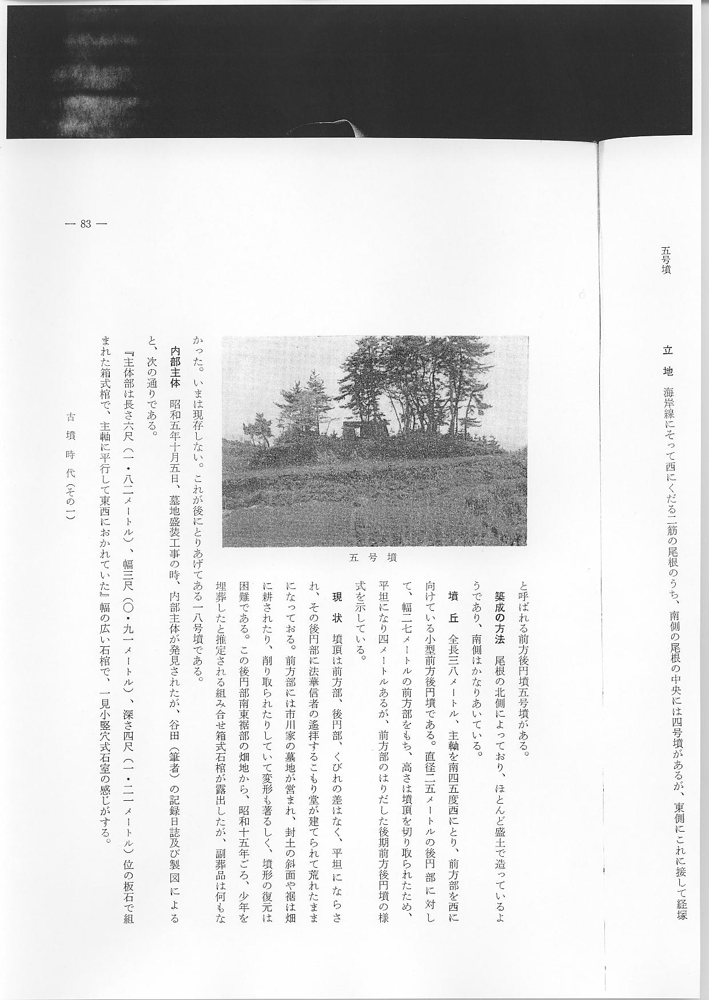 五号墳
立　地　海岸線にそって西にくだる二筋の尾根のうち、南側の尾根の中央には四号墳があるが、東側にこれに接して経塚
と呼ばれる前方後円墳五号墳がある。
築成の方法　尾根の北側によっており、ほとんど盛土で造っているよ
うであり、南側はかなりあいている。
墳　丘　全長三八メートル、主軸を南四五度西にとり、前方部を西に
向けている小型前方後円墳である。直径二五メートルの後円部に対し
て、幅二七メートルの前方部をもち、高さは墳頂を切り取られたため、
平坦になり四メートルあるが、前方部のはりだした後期前方後円墳の様
式を示している。
現　状　墳頂は前方部、後円部、くびれの差はなく、平坦にならさ
れ、その後円部に法華信者の遙拝するこもり堂が建てられて荒れたまま
になっておる。前方部には市川家の墓地が営まれ、封土の斜面や裾は畑
に耕されたり、削り取られたりしていて変形も著るしく、墳形の復元は
困難である。この後円部南東裾部の畑地から、昭和十五年ごろ、少年を
埋葬したと推定される組み合せ箱式石棺が露出したが、副葬品は何もな
五号墳
かった。いまは現存しない。これが後にとりあげてある一八号墳である。
内部主体　昭和五年十月五日、墓地盛装工事の時、内部主体が発見されたが、谷田（筆者）の記録日誌及び製図による
と、次の通りである。
『主体部は長さ六尺（一・八二メートル）、幅三尺（〇・九一メートル）、深さ四尺（一・二一メートル）位の板石で組
まれた箱式棺で、主軸に平行して東西におかれていた』幅の広い石棺で、一見小竪穴式石室の感じがする。
古墳時代（その一）
— 83 —